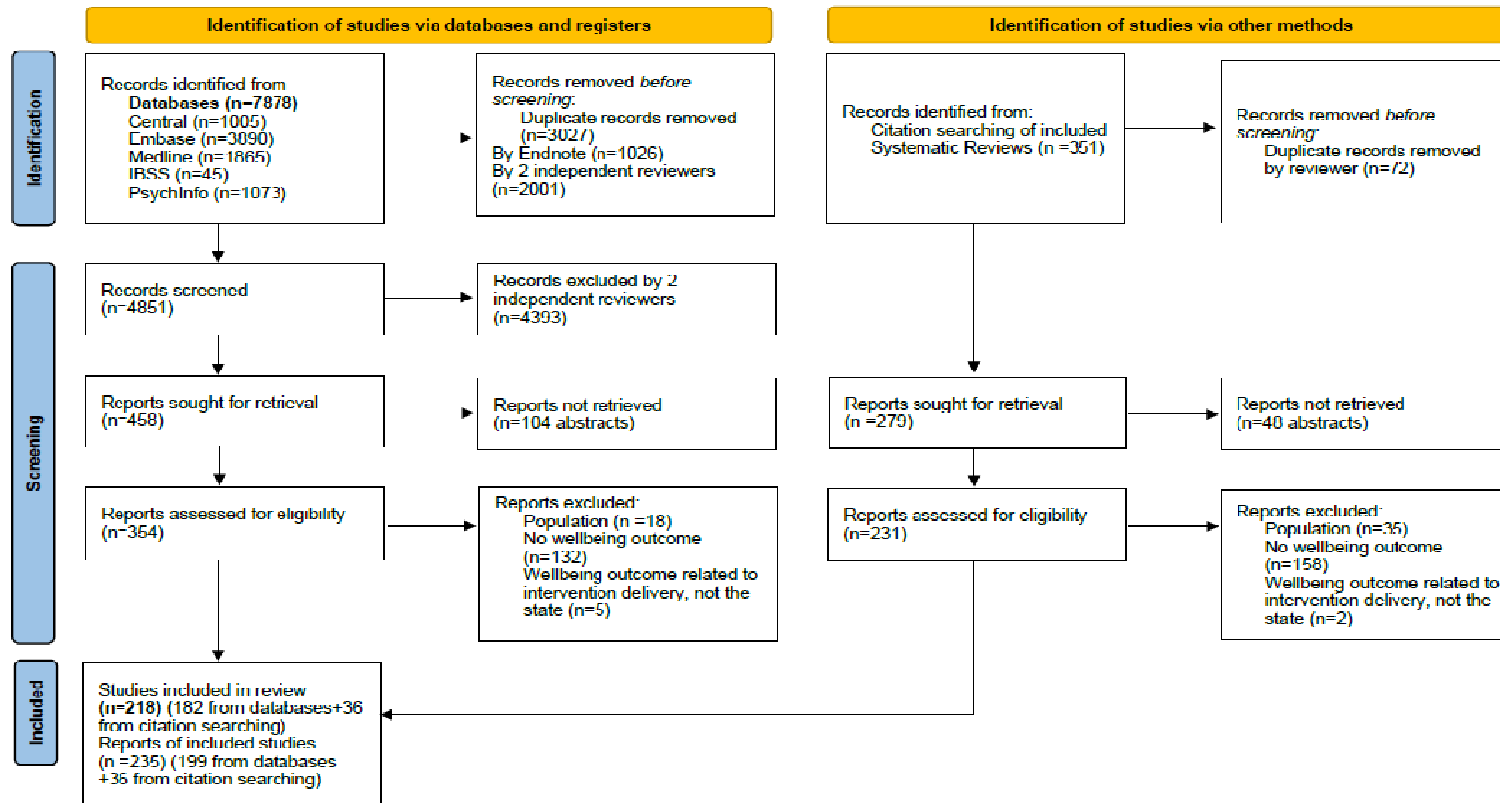 Identification of studies via databases and registers
Identification of studies via other methods
Identification
Records identified from
Databases (n=7878)
Central (n=1005)
Embase (n=3890)
Medline (n=1865)
IBSS (n=45)
PsychInfo (n=1073)
Records removed before
screening:
Duplicate records removed
(n=3027)
By Endnote (n=1026)
By 2 independent reviewers
(n=2001)
Records identified from:
Citation searching of included
Systematic Reviews (n =351)
Records removed before
screening:
Duplicate records removed
by reviewer (n=72)
Screening
Records screened
(n=4851)
Records excluded by 2
independent reviewers
(n=4393)
Reports sought for retrieval
(n=458)
Reports not retrieved
(n=104 abstracts)
Reports sought for retrieval
(n =279)
Reports not retrieved
(n=48 abstracts)
Reports assessed for eligibility
(n=354)
Reports excluded:
Population (n =18)
No wellbeing outcome
(n=132)
Wellbeing outcome related to
intervention delivery, not the
state (n=5)
Reports assessed for eligibility
(n=231)
Reports excluded:
Population (n=35)
No wellbeing outcome
(n=158)
Wellbeing outcome related to
intervention delivery, not the
state (n=2)
Included
Studies included in review
(n=218) (182 from databases+36
from citation searching)
Reports of included studies
(n =235) (199 from databases
+36 from citation searching)